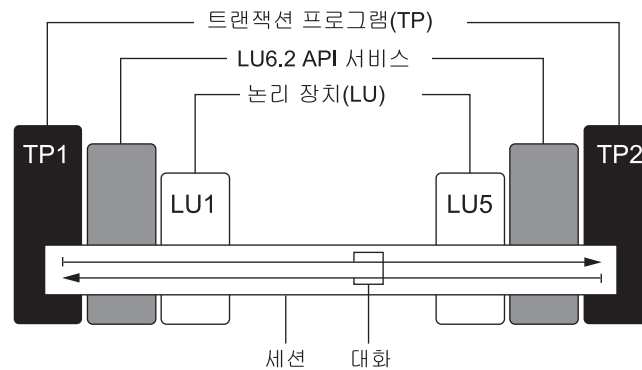 트랜잭션 프로그램(TP)
LU6.2 API 서비스
논리 장치(LU)
TP1
TP2
LU1
LU5
세션
대화